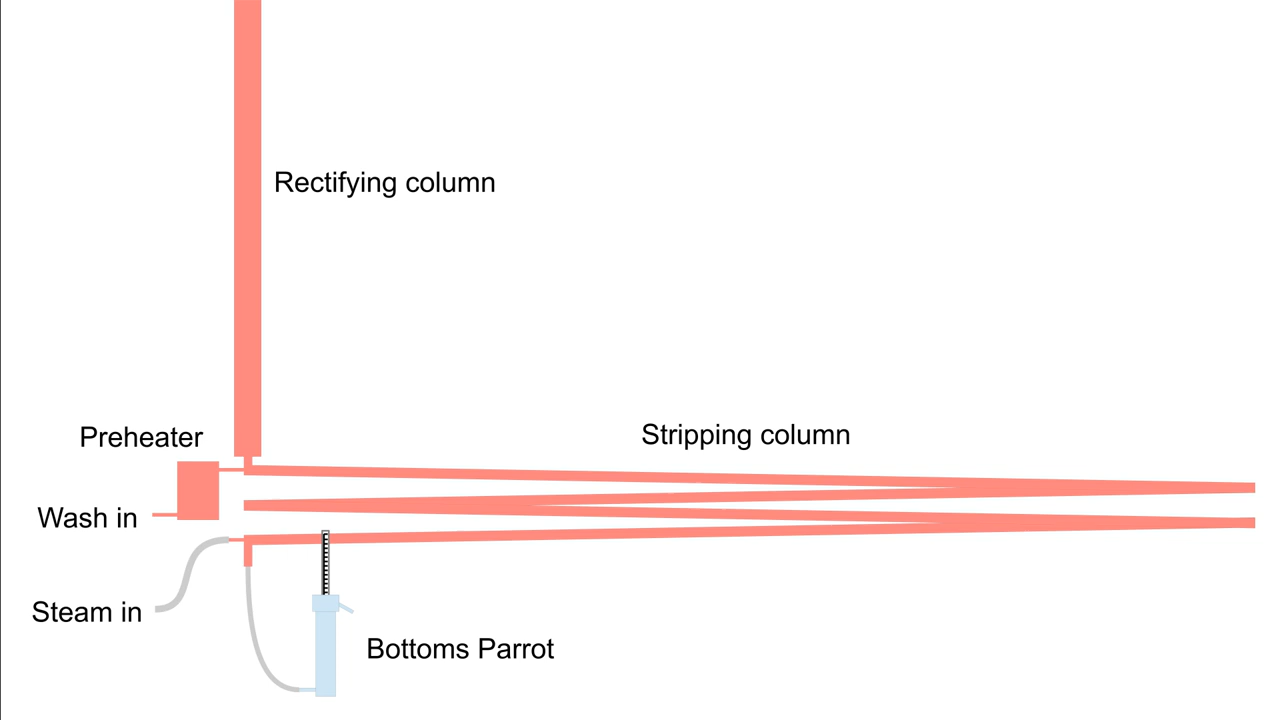 Rectifying column
Preheater
Stripping column
Wash in
Steam in
Bottoms Parrot